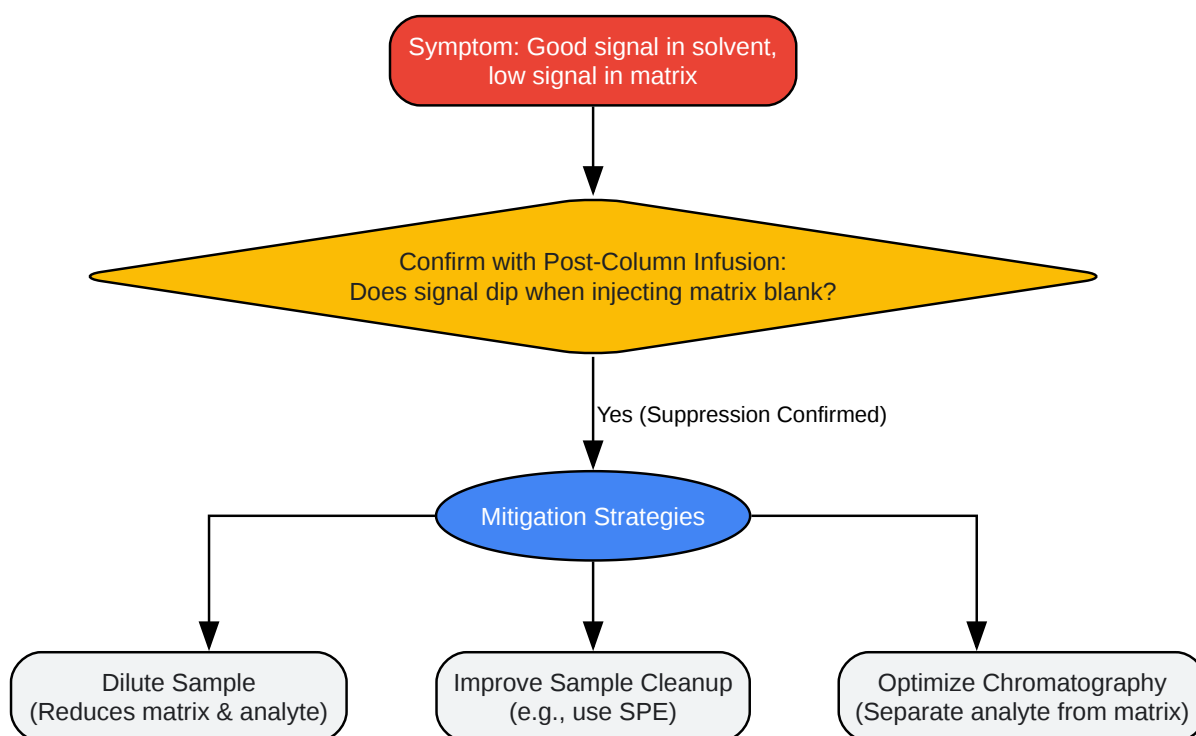 Symptom: Good signal in solvent,
low signal in matrix
Confirm with Post-Column Infusion:
Does signal dip when injecting matrix blank?
Yes (Suppression Confirmed)
Mitigation Strategies
Dilute Sample
(Reduces matrix & analyte)
Improve Sample Cleanup
(e.g., use SPE)
Optimize Chromatography
(Separate analyte from matrix)